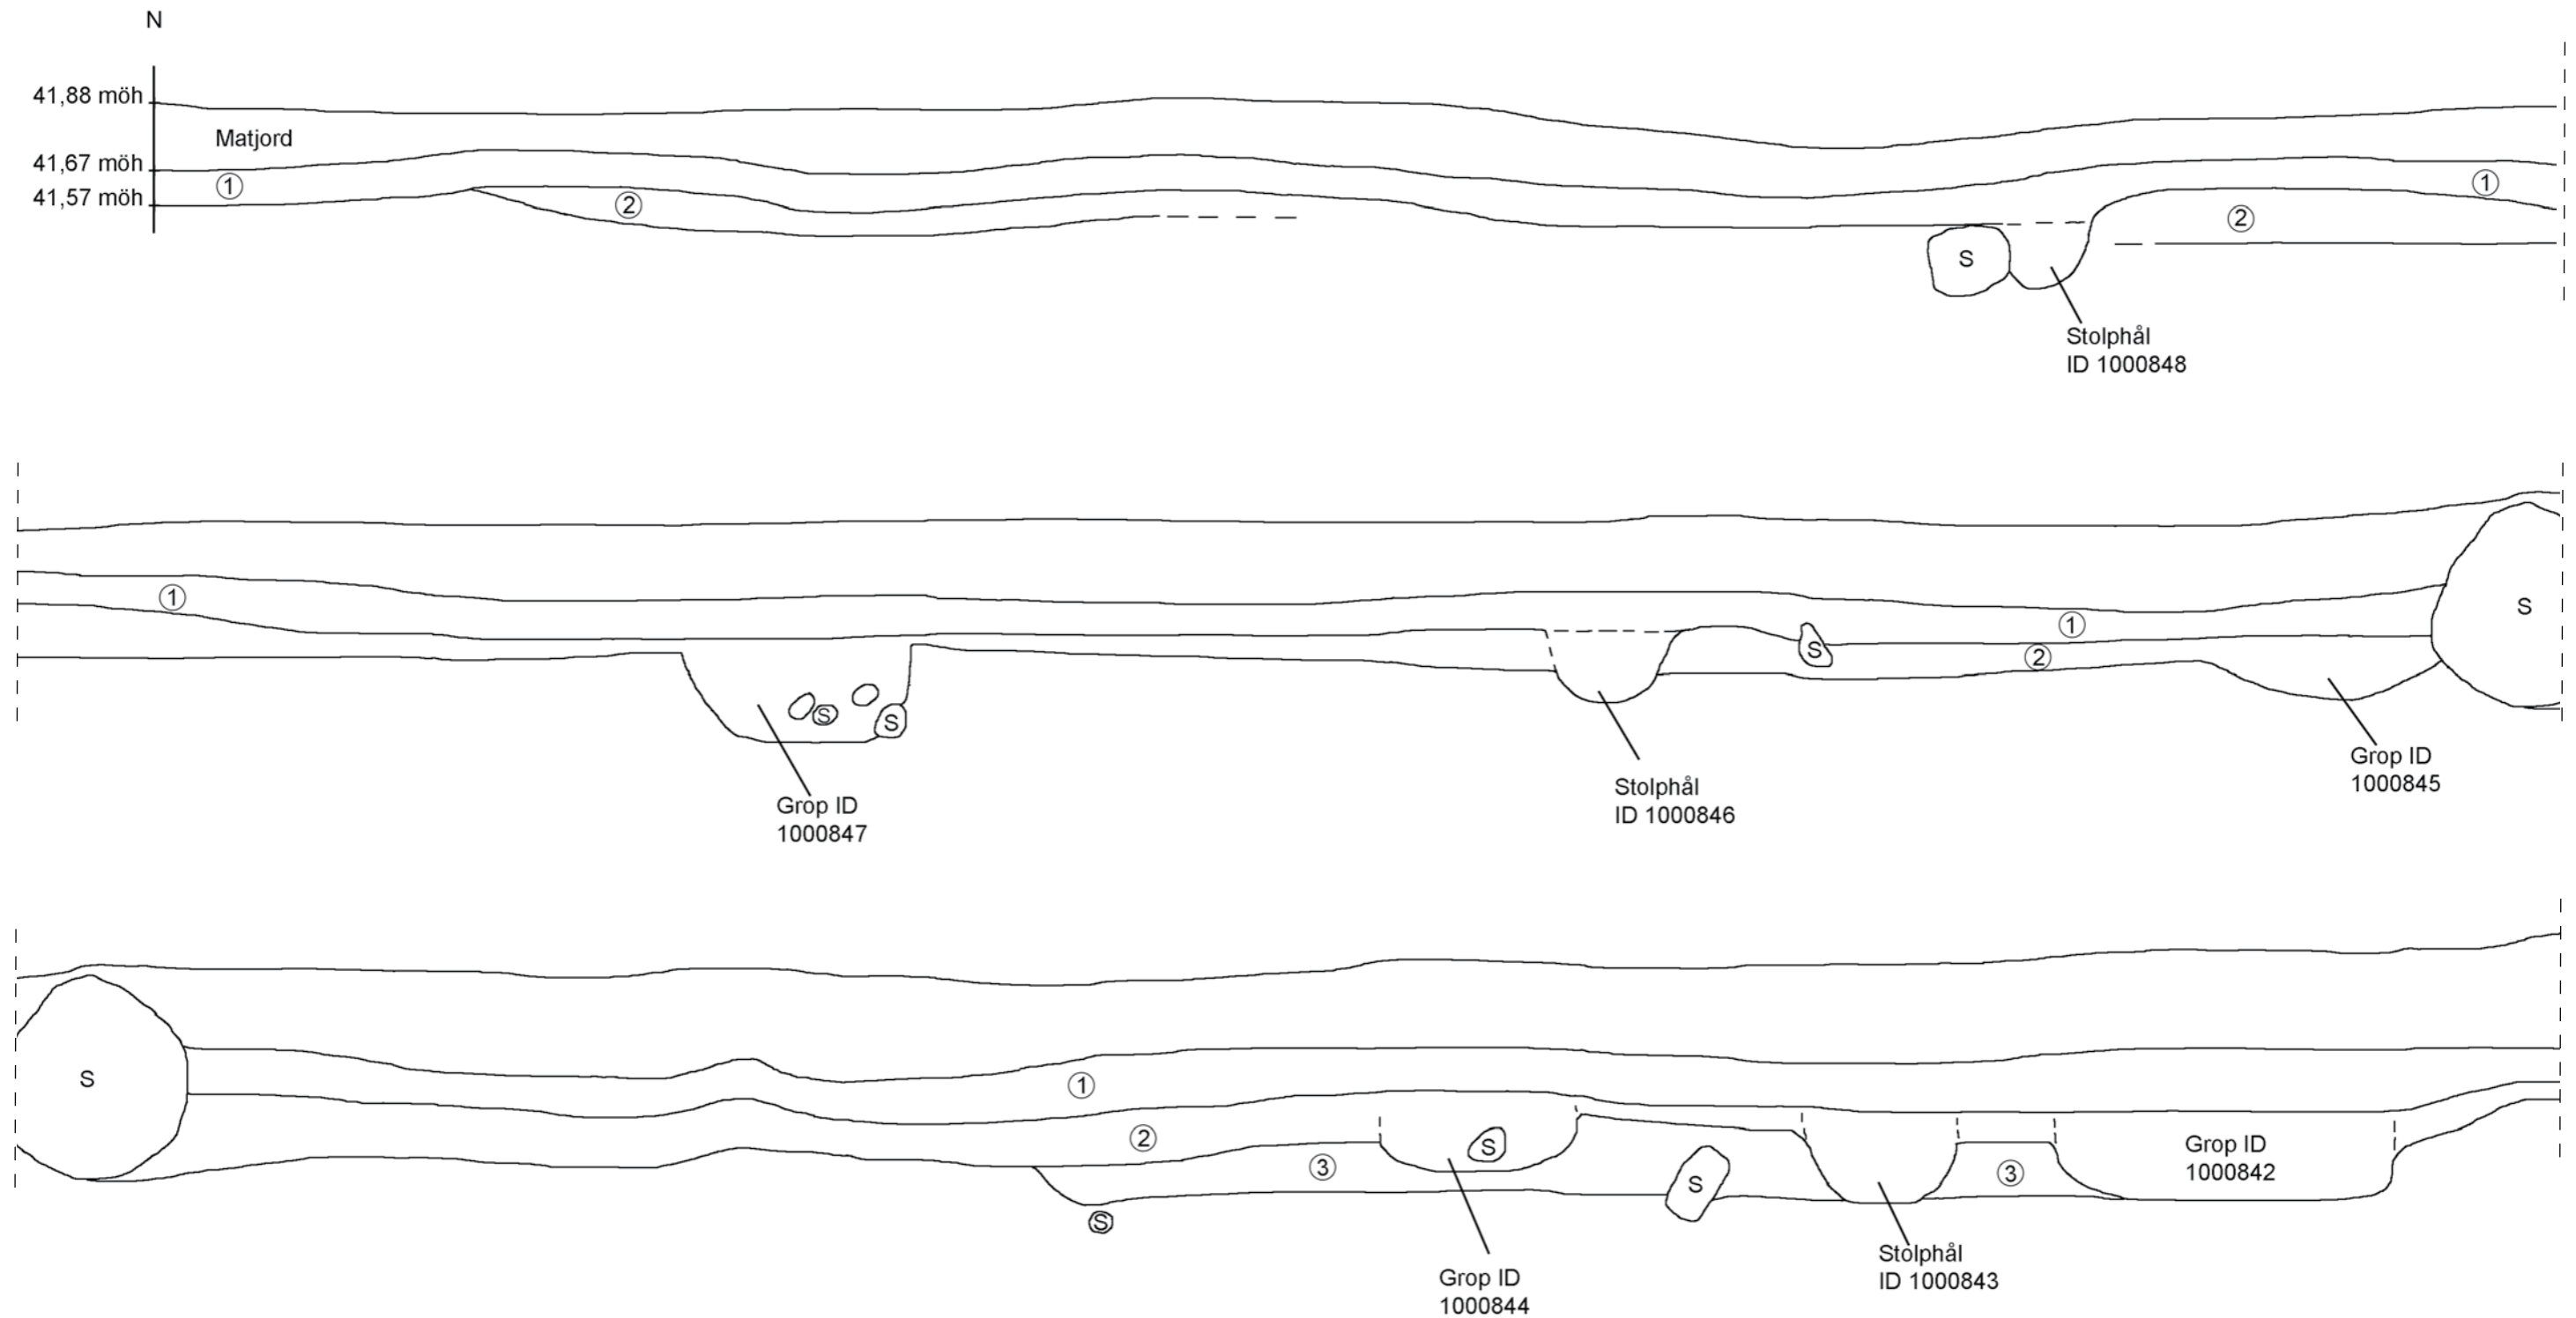 N
41,88 möh
Matjord
41,67 möh
①
41,57 möh
②
①
②
S
Stolphål
ID 1000848
①
S
①
②
S
S
S
Grop ID
1000847
Stolphål
ID 1000846
Grop ID
1000845
S
①
②
③
S
S
③
Grop ID
1000842
S
S
Grop ID
1000844
Stolphål
ID 1000843